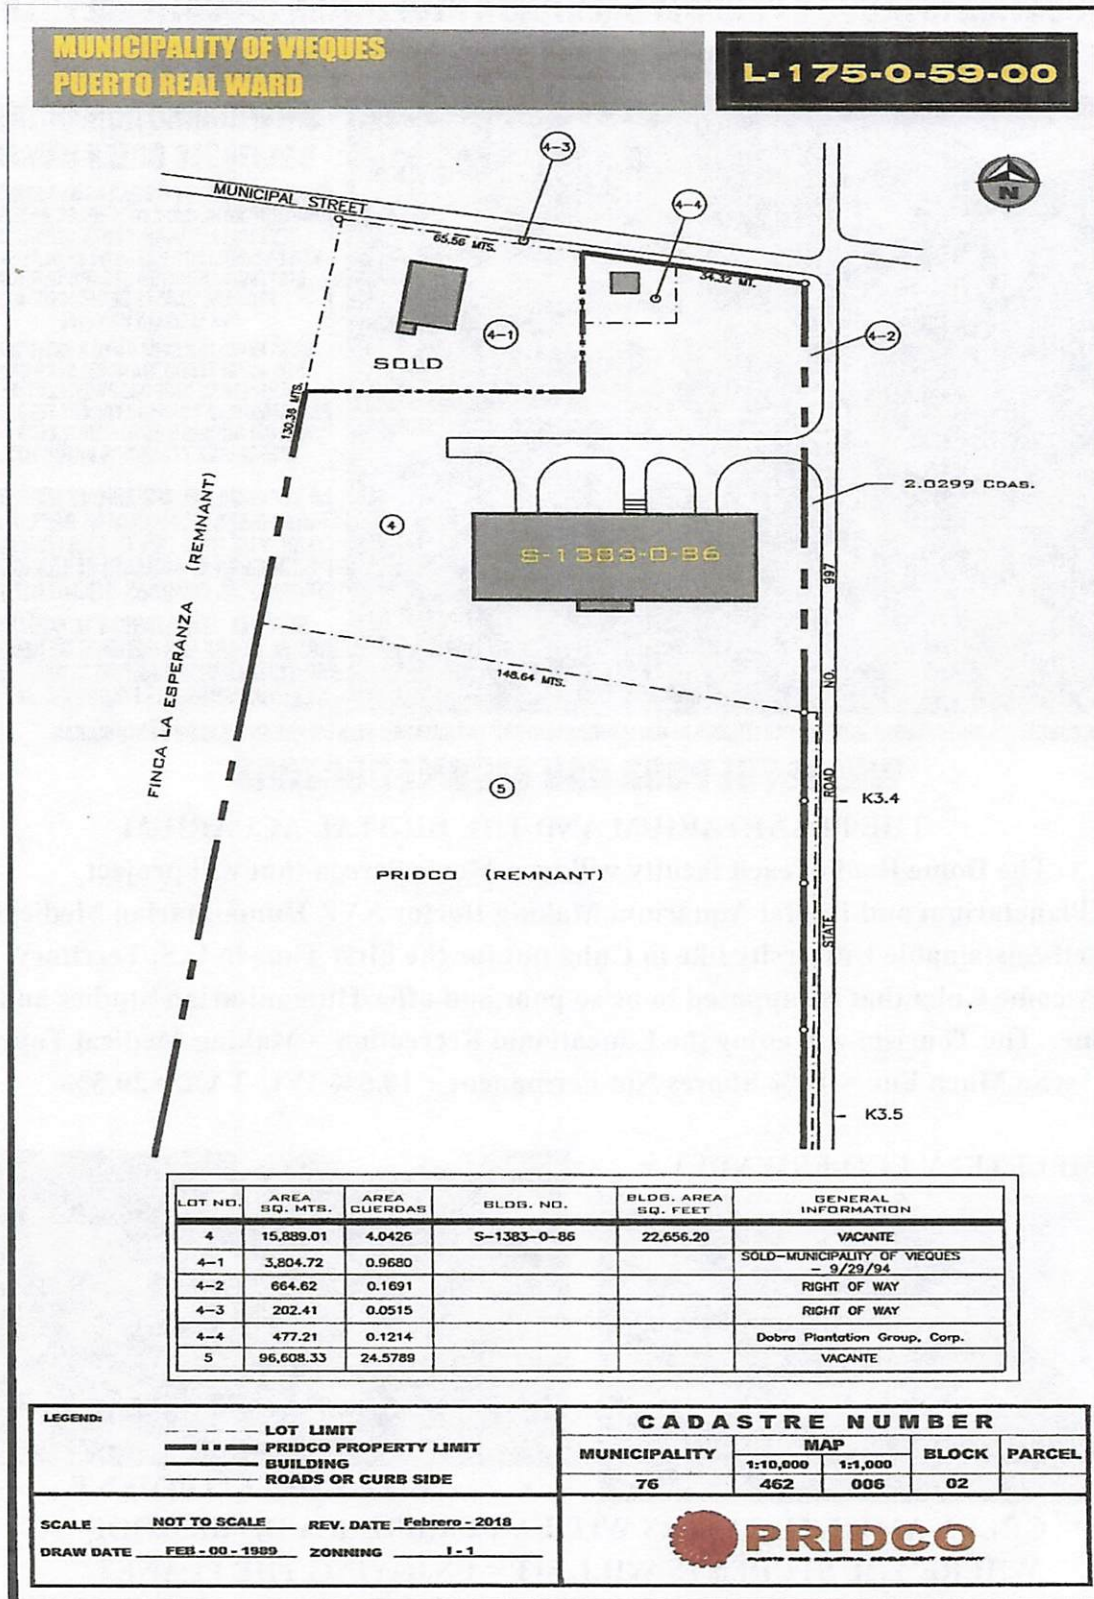 MUNICIPALITY OF VIEQUES
PUERTO REAL WARD
L-175-0-59-00
4-3
4-4
MUNICIPAL STREET
65.56 MTS.
34.32 MT.
N
4-1
4-2
SOLD
130.38 MTS.
2.0299 CDAS.
4
S-1383-0-86
FINCA LA ESPERANZA (REMNANT)
148.64 MTS.
STATE ROAD NO. 997
5
K3.4
PRIDCO (REMNANT)
K3.5
LOT NO. AREA SQ. MTS. AREA CUERDAS BLDG. NO. BLDG. AREA SQ. FEET GENERAL INFORMATION
4 15,889.01 4.0426 S-1383-0-86 22,656.20 VACANTE
4-1 3,804.72 0.9680 SOLD-MUNICIPALITY OF VIEQUES - 9/29/94
4-2 664.62 0.1691 RIGHT OF WAY
4-3 202.41 0.0515 RIGHT OF WAY
4-4 477.21 0.1214 Dobro Plantation Group, Corp.
5 96,608.33 24.5789 VACANTE
LEGEND:
LOT LIMIT
PRIDCO PROPERTY LIMIT
BUILDING
ROADS OR CURB SIDE
SCALE NOT TO SCALE REV. DATE Febrero - 2018
DRAW DATE FEB - 00 - 1989 ZONNING I - 1
CADASTRE NUMBER
MUNICIPALITY MAP BLOCK PARCEL
1:10,000 1:1,000
76 462 006 02
PRIDCO
PUERTO RICO INDUSTRIAL DEVELOPMENT COMPANY